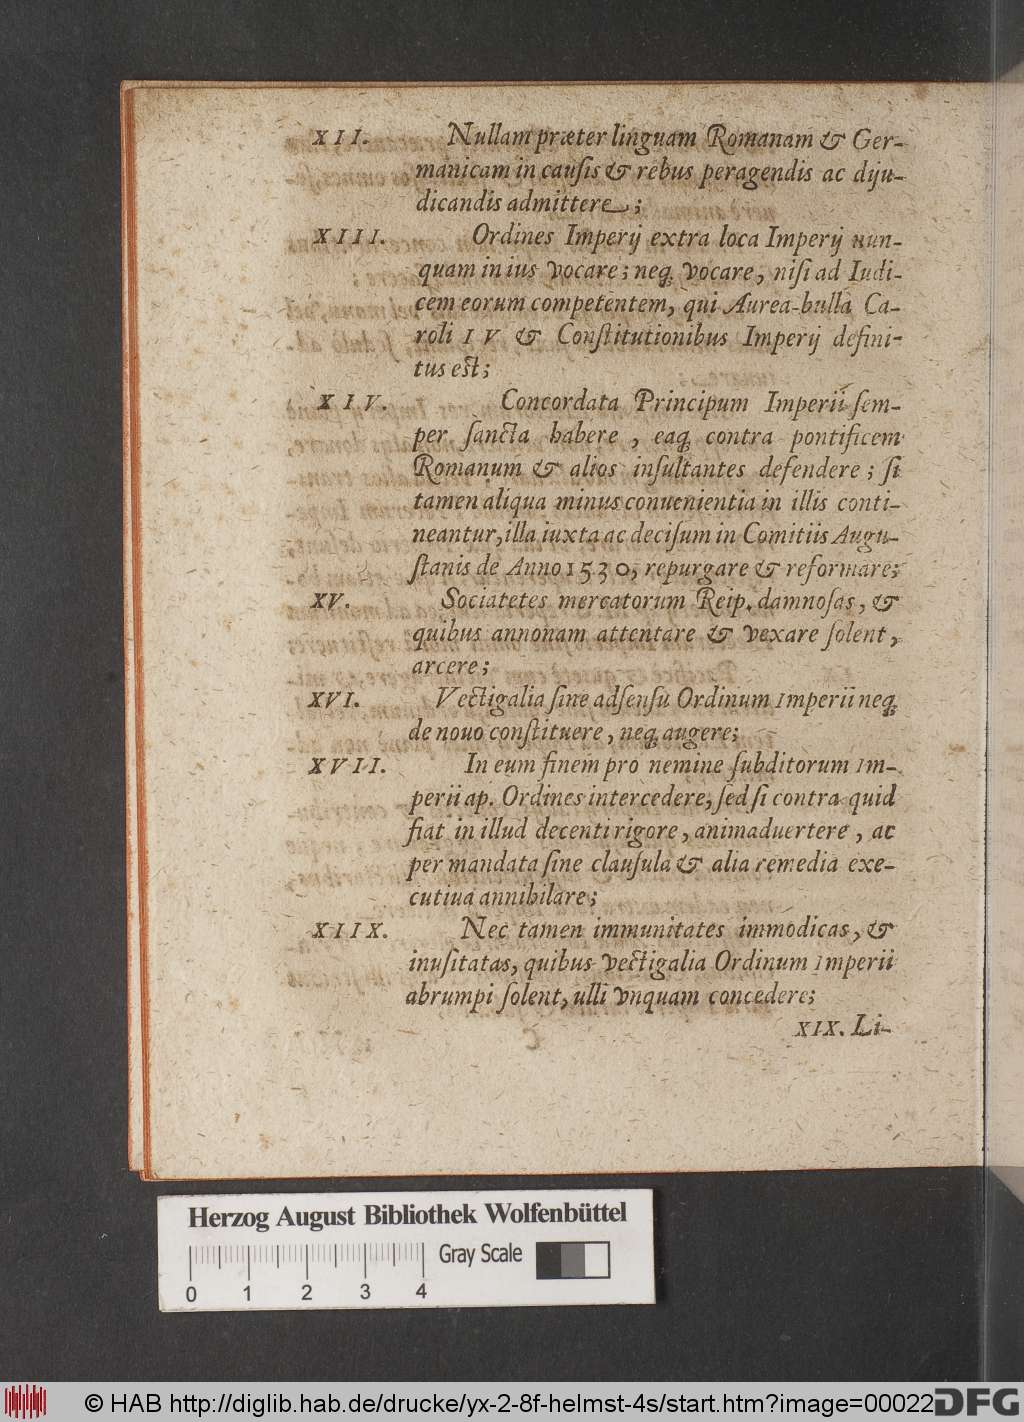 XII. Nullam præter linguam Romanam & Ger-
manicam in cauſis & rebus peragendis ac diju-
dicandis admittere;
XIII. Ordines Imperij extra loca Imperij nun-
quam in ius vocare; neq; vocare, niſi ad Iudi-
cem eorum competentem, qui Aurea-bulla Ca-
roli IV & Conſtitutionibus Imperij defini-
tus eſt;
XIV. Concordata Principum Imperii ſem-
per ſancta habere, eaq; contra pontificem
Romanum & alios inſultantes defendere; ſi
tamen aliqua minus conuenientia in illis conti-
neantur, illa iuxta ac deciſum in Comitiis Augu-
ſtanis de Anno 1530, repurgare & reformare;
XV. Sociatetes mercatorum Reip. damnoſas, &
quibus annonam attentare & vexare ſolent,
arcere;
XVI. Vectigalia ſine adſenſu Ordinum Imperii neq;
de nouo conſtituere, neq; augere;
XVII. In eum finem pro nemine ſubditorum Im-
perii ap. Ordines intercedere, ſed ſi contra quid
fiat in illud decenti rigore, animaduertere, ac
per mandata ſine clauſula & alia remedia exe-
cutiua annibilare;
XIIX. Nec tamen immunitates immodicas, &
inuſitatas, quibus vectigalia Ordinum Imperii
abrumpi ſolent, ulli vnquam concedere;
XIX. Li-
Herzog August Bibliothek Wolfenbüttel
Gray Scale
0 1 2 3 4
© HAB http://diglib.hab.de/drucke/yx-2-8f-helmst-4s/start.htm?image=00022
DFG